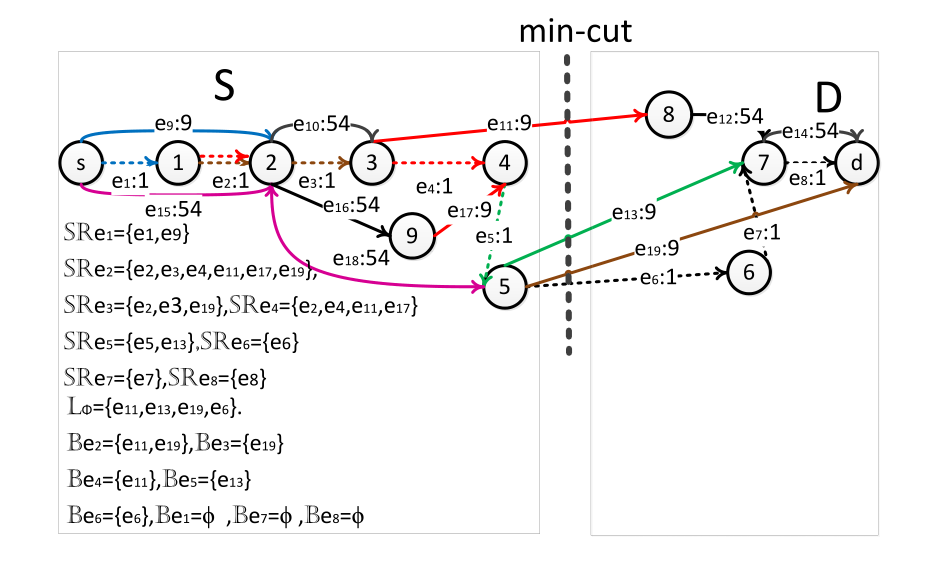 min-cut
S
D
8
e12:54
e9:9
e10:54
e11:9
e14:54
s
1
2
3
4
7
d
e1:1
e2:1
e3:1
e4:1
e8:1
e15:54
e16:54
e17:9
e13:9
9
e5:1
e7:1
e18:54
e19:9
e6:1
5
6
SRe1={e1,e9}
SRe2={e2,e3,e4,e11,e17,e19},
SRe3={e2,e3,e19},SRe4={e2,e4,e11,e17}
SRe5={e5,e13},SRe6={e6}
SRe7={e7},SRe8={e8}
LΦ={e11,e13,e19,e6}.
Be2={e11,e19},Be3={e19}
Be4={e11},Be5={e13}
Be6={e6},Be1=ϕ ,Be7=ϕ ,Be8=ϕ